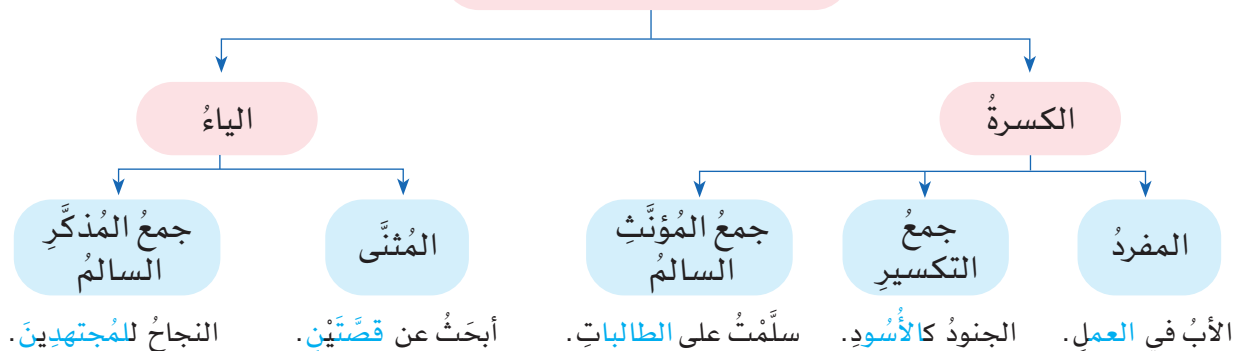 الكسرةُ
الياءُ
المفردُ
جمعُ
التكسيرِ
جمعُ المُؤنَّثِ
السالمُ
المُثنَّى
جمعُ المُذكَّرِ
السالمُ
الأبُ فى العملِ.
الجنودُ كالأُسُودِ.
سلَّمْتُ على الطالباتِ.
أبحَثُ عن قصَّتَيْنِ.
النجاحُ للمُجتهدِينَ.